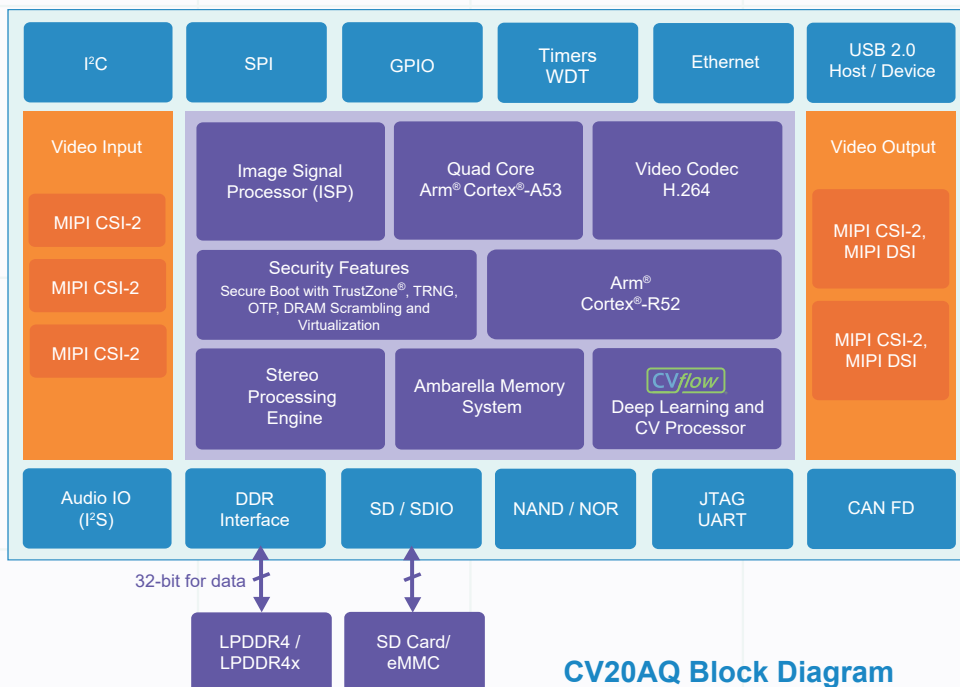 I²C
SPI
GPIO
Timers
WDT
Ethernet
USB 2.0
Host / Device
Video Input
MIPI CSI-2
MIPI CSI-2
MIPI CSI-2
Image Signal
Processor (ISP)
Quad Core
Arm® Cortex®-A53
Video Codec
H.264
Security Features
Secure Boot with TrustZone®, TRNG,
OTP, DRAM Scrambling and
Virtualization
Arm®
Cortex®-R52
Stereo
Processing
Engine
Ambarella Memory
System
CVflow
Deep Learning and
CV Processor
Video Output
MIPI CSI-2,
MIPI DSI
MIPI CSI-2,
MIPI DSI
Audio IO
(I²S)
DDR
Interface
SD / SDIO
NAND / NOR
JTAG
UART
CAN FD
32-bit for data
LPDDR4 /
LPDDR4x
SD Card/
eMMC
CV20AQ Block Diagram